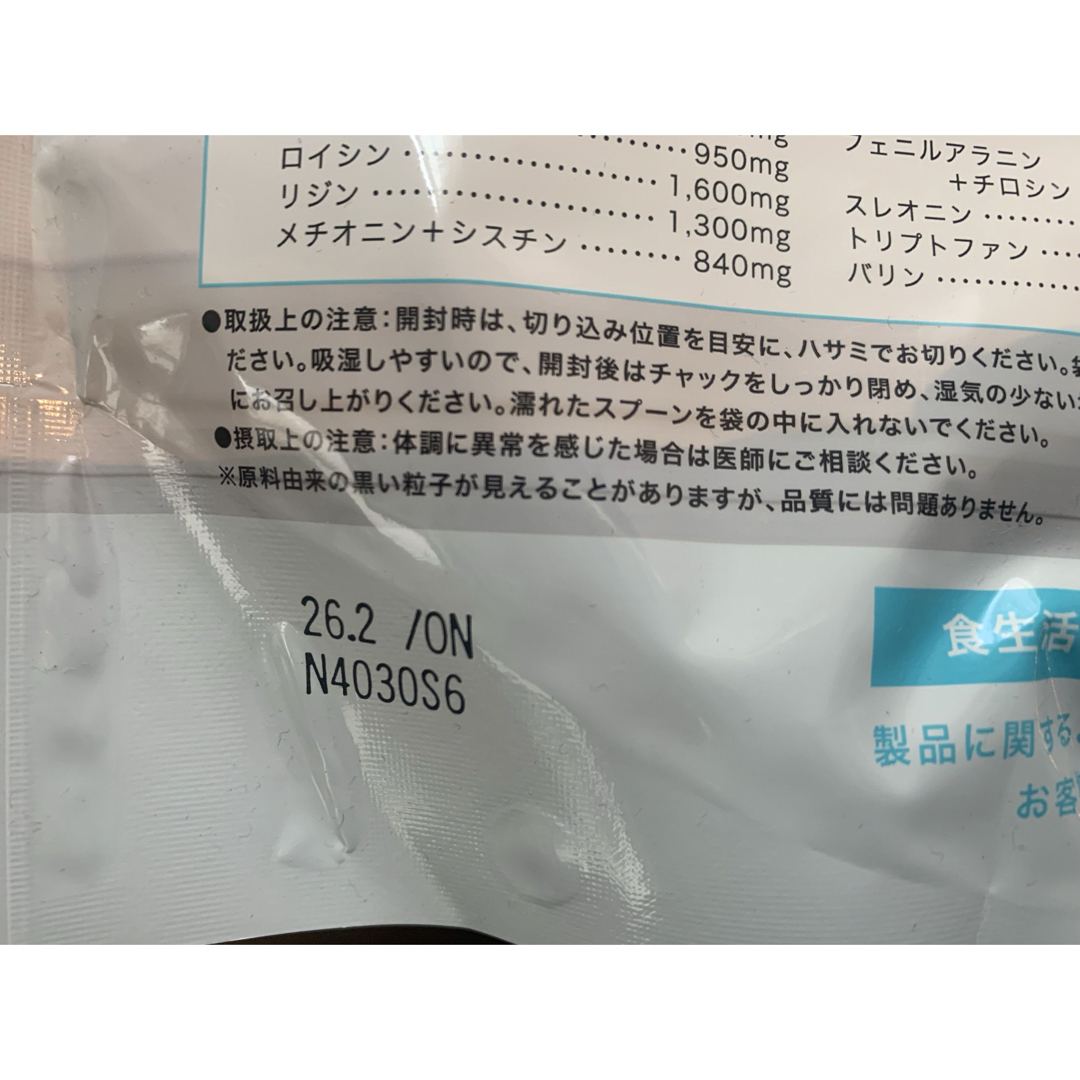 mg
950mg
ロイシン 1,600mg
リジン 1,300mg
メチオニン＋シスチン 840mg
フェニルアラニン
＋チロシン
スレオニン
トリプトファン
バリン
●取扱上の注意：開封時は、切り込み位置を目安に、ハサミでお切りください。
ださい。吸湿しやすいので、開封後はチャックをしっかり閉め、湿気の少ない
にお召し上がりください。濡れたスプーンを袋の中に入れないでください。
●摂取上の注意：体調に異常を感じた場合は医師にご相談ください。
※原料由来の黒い粒子が見えることがありますが、品質には問題ありません。
26.2 /ON
N4030S6
食生活
製品に関する
お客